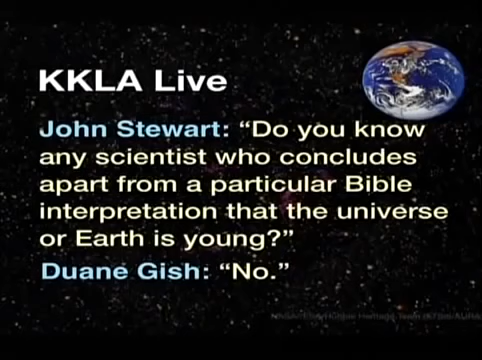 KKLA Live
John Stewart: “Do you know
any scientist who concludes
apart from a particular Bible
interpretation that the universe
or Earth is young?”
Duane Gish: “No.”